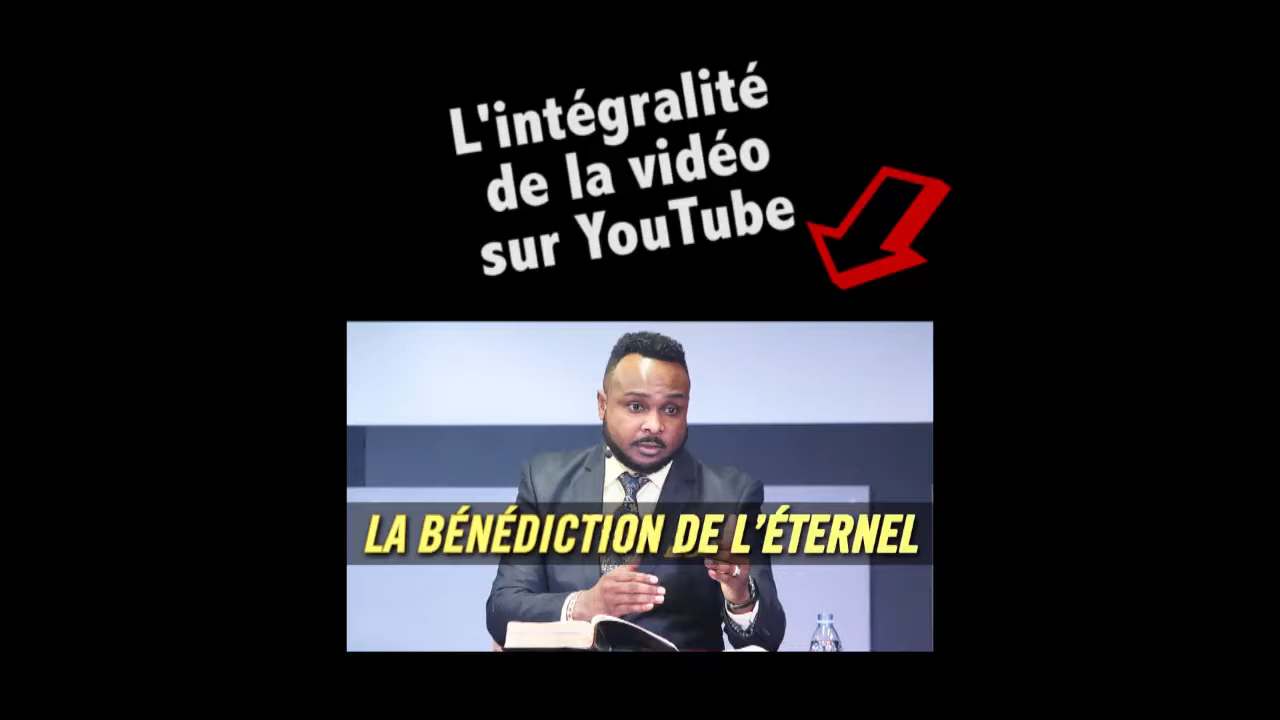 L'intégralité
de la vidéo
sur YouTube
LA BÉNÉDICTION DE L'ÉTERNEL